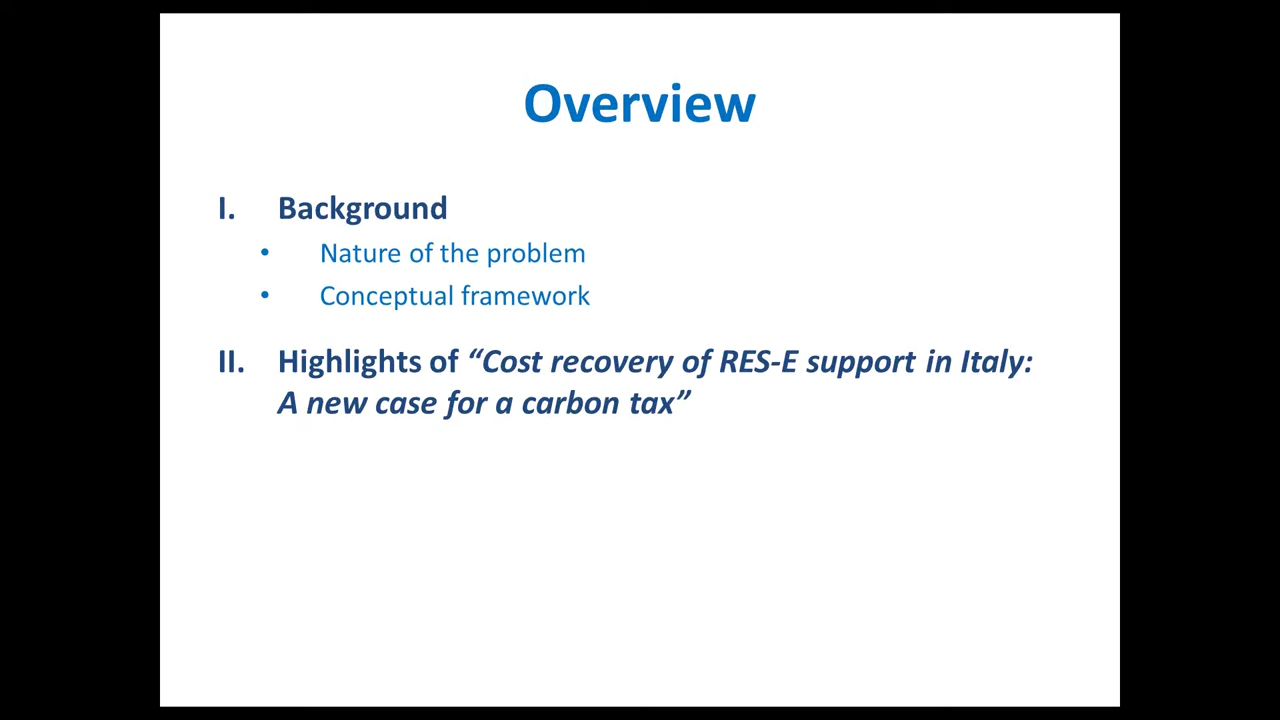 Overview
I. Background
• Nature of the problem
• Conceptual framework
II. Highlights of “Cost recovery of RES-E support in Italy:
A new case for a carbon tax”